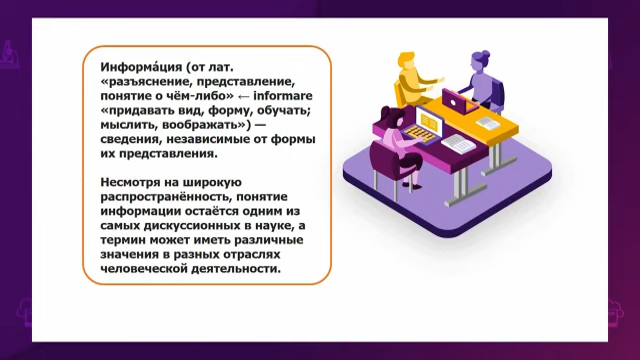 Информа́ция (от лат.
«разъяснение, представление,
понятие о чём-либо» ← informare
«придавать вид, форму, обучать;
мыслить, воображать») —
сведения, независимые от формы
их представления.
Несмотря на широкую
распространённость, понятие
информации остаётся одним из
самых дискуссионных в науке, а
термин может иметь различные
значения в разных отраслях
человеческой деятельности.